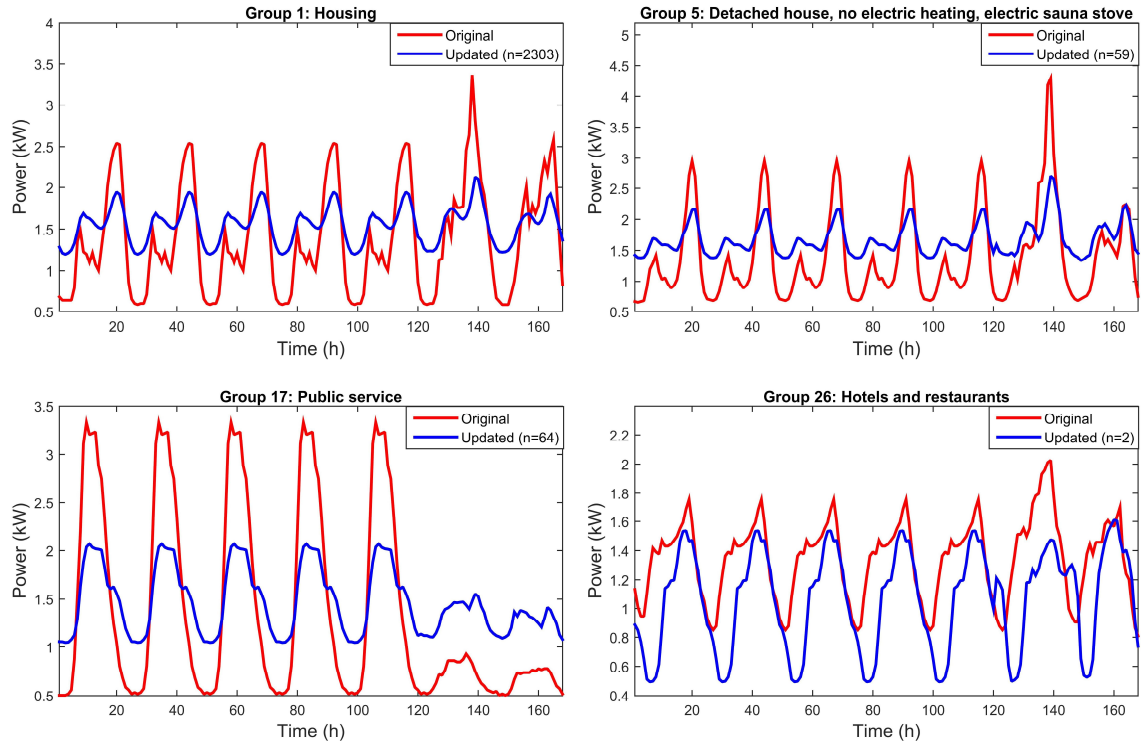 Group 1: Housing
Original
Updated (n=2303)
Power (kW)
4
3.5
3
2.5
2
1.5
1
0.5
20 40 60 80 100 120 140 160
Time (h)
Group 5: Detached house, no electric heating, electric sauna stove
Original
Updated (n=59)
Power (kW)
5
4.5
4
3.5
3
2.5
2
1.5
1
0.5
20 40 60 80 100 120 140 160
Time (h)
Group 17: Public service
Original
Updated (n=64)
Power (kW)
3.5
3
2.5
2
1.5
1
0.5
20 40 60 80 100 120 140 160
Time (h)
Group 26: Hotels and restaurants
Original
Updated (n=2)
Power (kW)
2.2
2
1.8
1.6
1.4
1.2
1
0.8
0.6
0.4
20 40 60 80 100 120 140 160
Time (h)